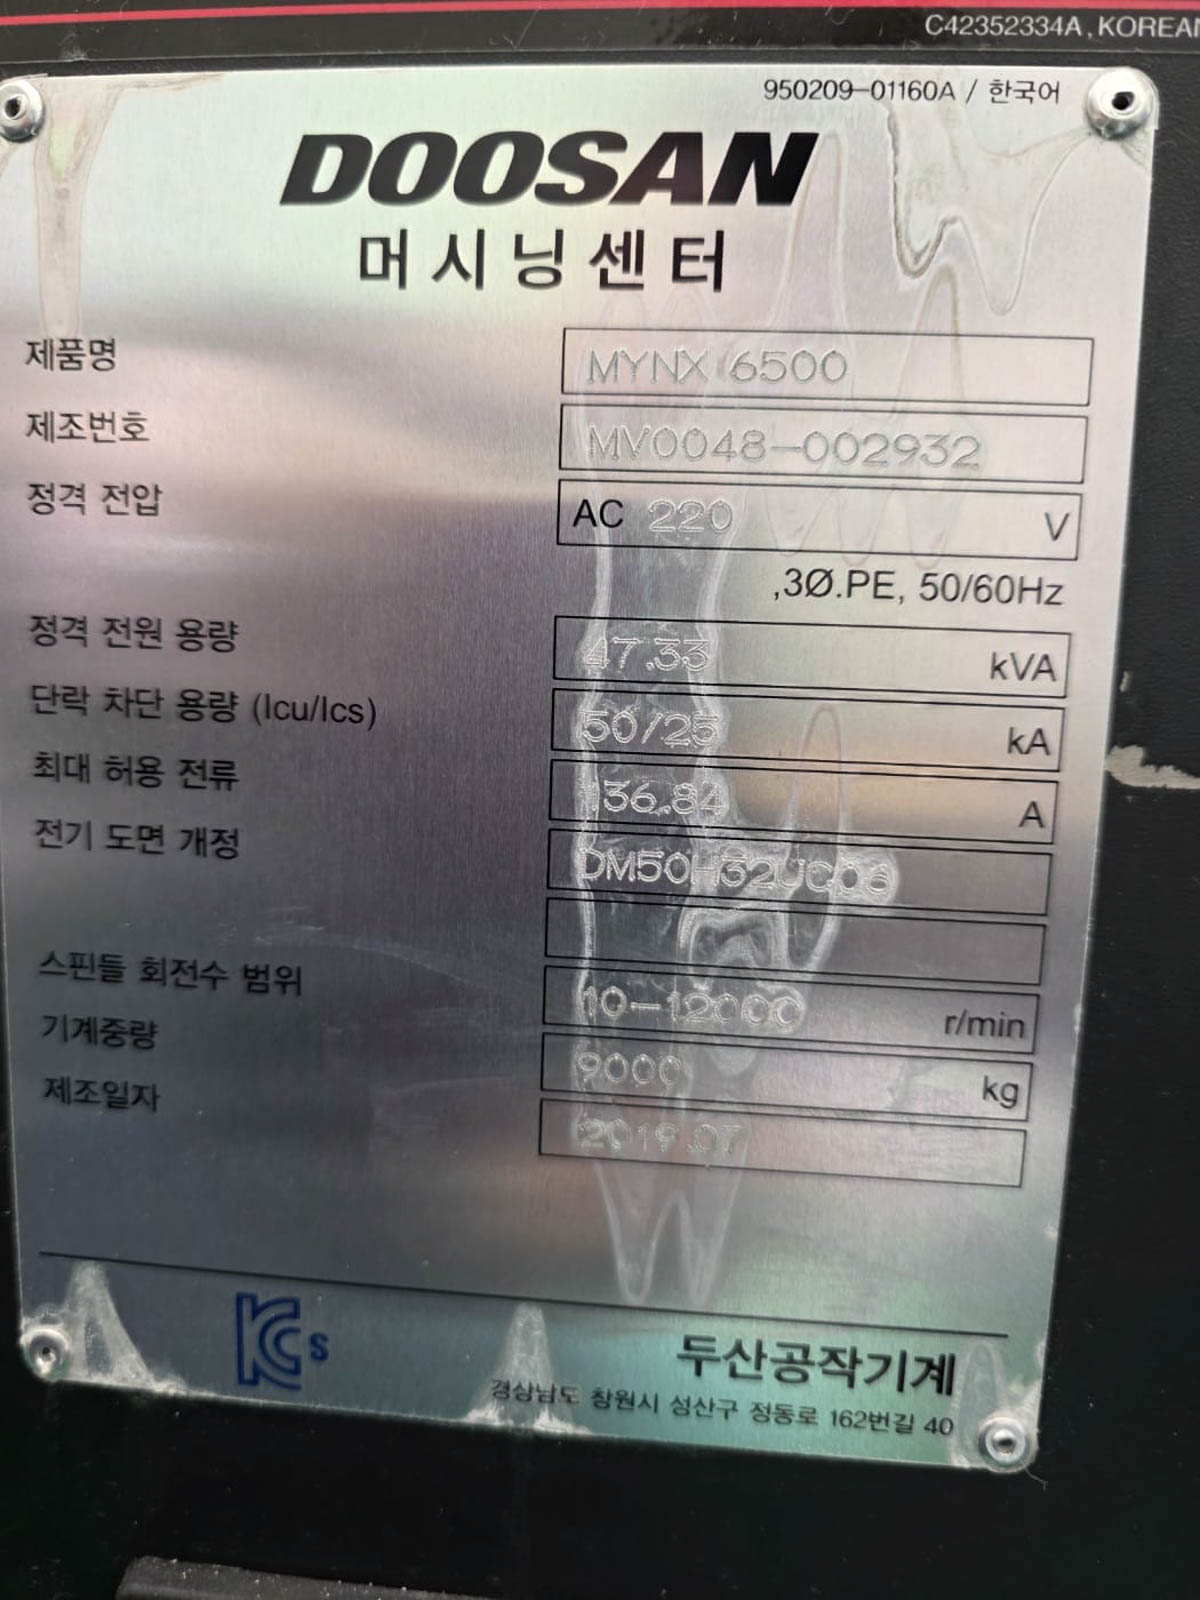 C42352334A, KOREAN
950209-01160A / 한국어
DOOSAN
머시닝센터
제품명 MYNX 6500
제조번호 MV0048-002932
정격 전압 AC 220 V
,3Ø.PE, 50/60Hz
정격 전원 용량 47.33 kVA
단락 차단 용량 (Icu/Ics) 50/25 kA
최대 허용 전류 136.84 A
전기 도면 개정 DM50H32UC06
스핀들 회전수 범위 10-12000 r/min
기계중량 9000 kg
제조일자 2019.07
KCs
두산공작기계
경상남도 창원시 성산구 정동로 162번길 40